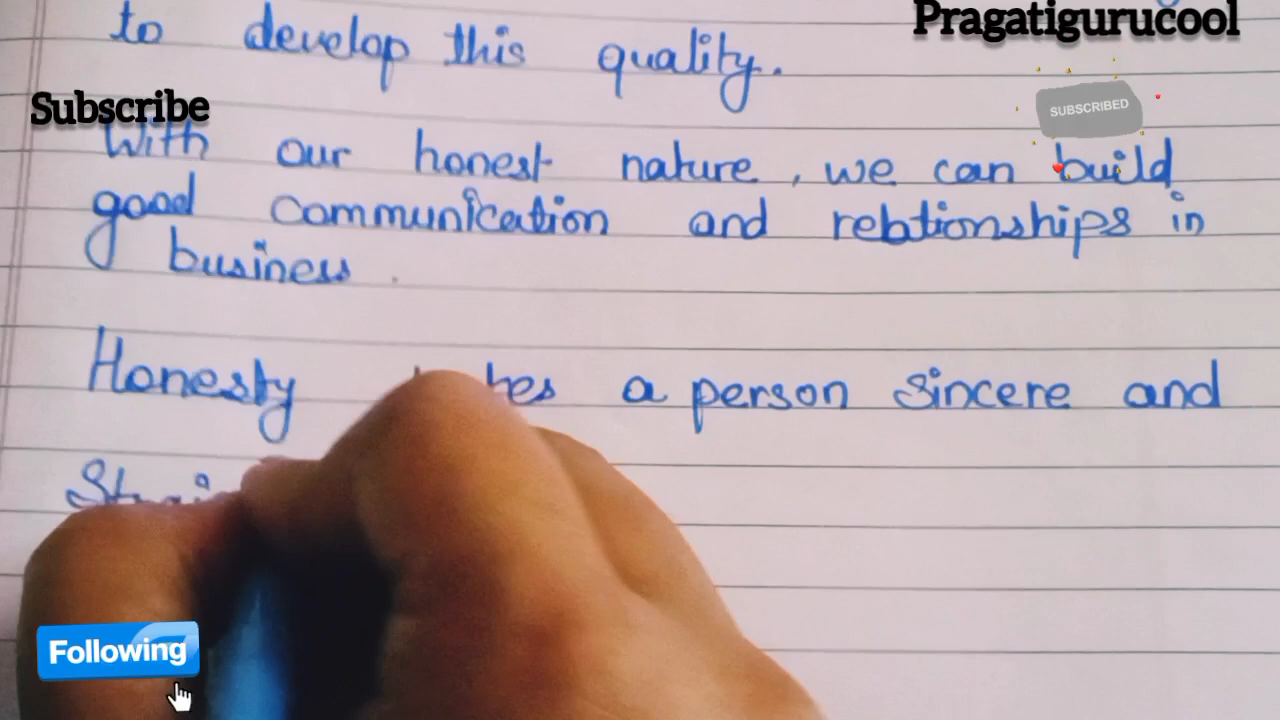 Pragatigurucool
to develop this quality.
Subscribe
SUBSCRIBED
With our honest nature, we can build
good communication and relationships in
business.
Honesty a person sincere and
Following